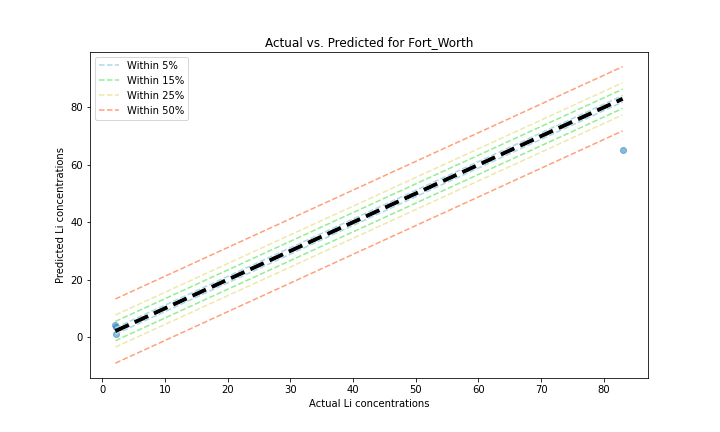 Actual vs. Predicted for Fort_Worth
Within 5%
Within 15%
Within 25%
Within 50%
Predicted Li concentrations
80
60
40
20
0
0 10 20 30 40 50 60 70 80
Actual Li concentrations